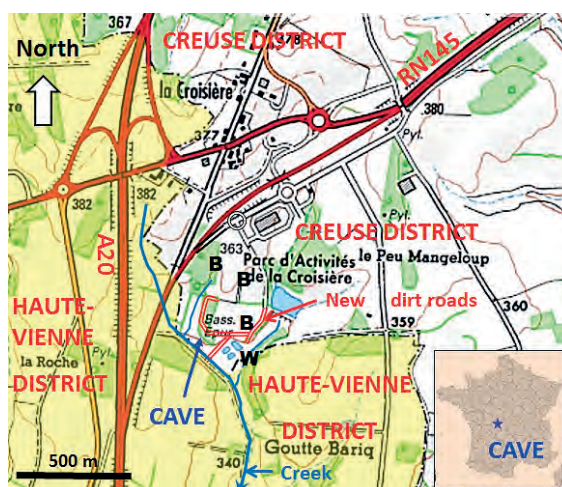 367
378
North
CREUSE DISTRICT
la Croisière
RN145
377
380
Pyl.
382
382
A20
CREUSE DISTRICT
Pyl.
363
B
Parc d'Activités
de la Croisière
le Peu Mangeloup
B
360
HAUTE-
VIENNE
DISTRICT
New dirt roads
Bass.
B
359
la Roche
Pyl.
W
CAVE
HAUTE-VIENNE
DISTRICT
Goutte Bariq
340
Creek
500 m
CAVE